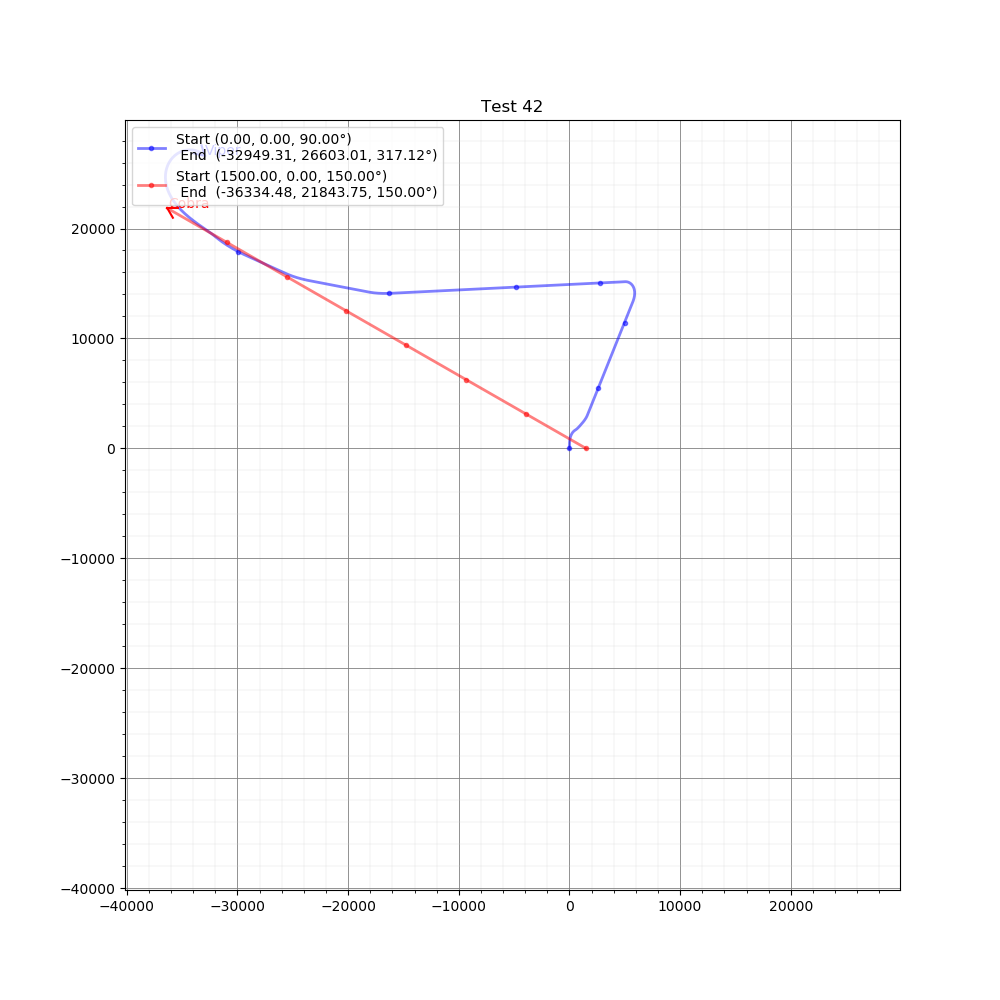 Test 42
Start (0.00, 0.00, 90.00°)
End (-32949.31, 26603.01, 317.12°)
Start (1500.00, 0.00, 150.00°)
End (-36334.48, 21843.75, 150.00°)
Cobra
20000
10000
0
−10000
−20000
−30000
−40000
−40000 −30000 −20000 −10000 0 10000 20000